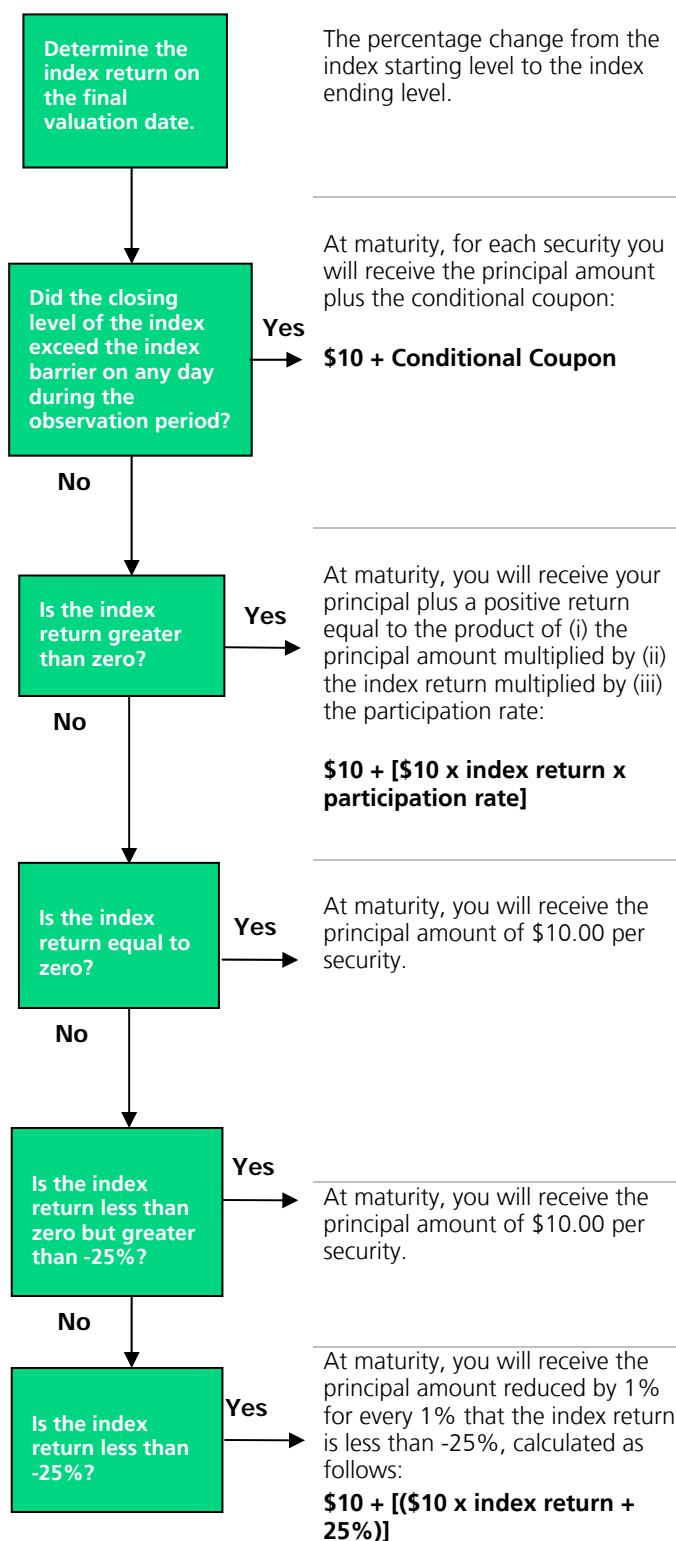 Determine the
index return on
the final
valuation date.
The percentage change from the
index starting level to the index
ending level.
Did the closing
level of the index
exceed the index
barrier on any day
during the
observation period?
Yes
At maturity, for each security you
will receive the principal amount
plus the conditional coupon:
$10 + Conditional Coupon
No
Is the index
return greater
than zero?
Yes
At maturity, you will receive your
principal plus a positive return
equal to the product of (i) the
principal amount multiplied by (ii)
the index return multiplied by (iii)
the participation rate:
$10 + [$10 x index return x
participation rate]
No
Is the index
return equal to
zero?
Yes
At maturity, you will receive the
principal amount of $10.00 per
security.
No
Is the index
return less than
zero but greater
than -25%?
Yes
At maturity, you will receive the
principal amount of $10.00 per
security.
No
Is the index
return less than
-25%?
Yes
At maturity, you will receive the
principal amount reduced by 1%
for every 1% that the index return
is less than -25%, calculated as
follows:
$10 + [($10 x index return +
25%)]